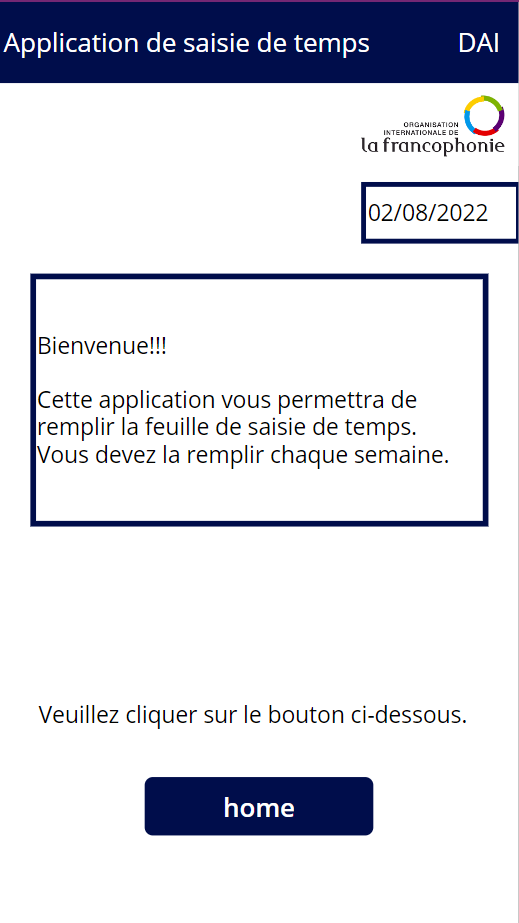 Application de saisie de temps DAI
ORGANISATION
INTERNATIONALE DE
la francophonie
02/08/2022
Bienvenue!!!
Cette application vous permettra de
remplir la feuille de saisie de temps.
Vous devez la remplir chaque semaine.
Veuillez cliquer sur le bouton ci-dessous.
home